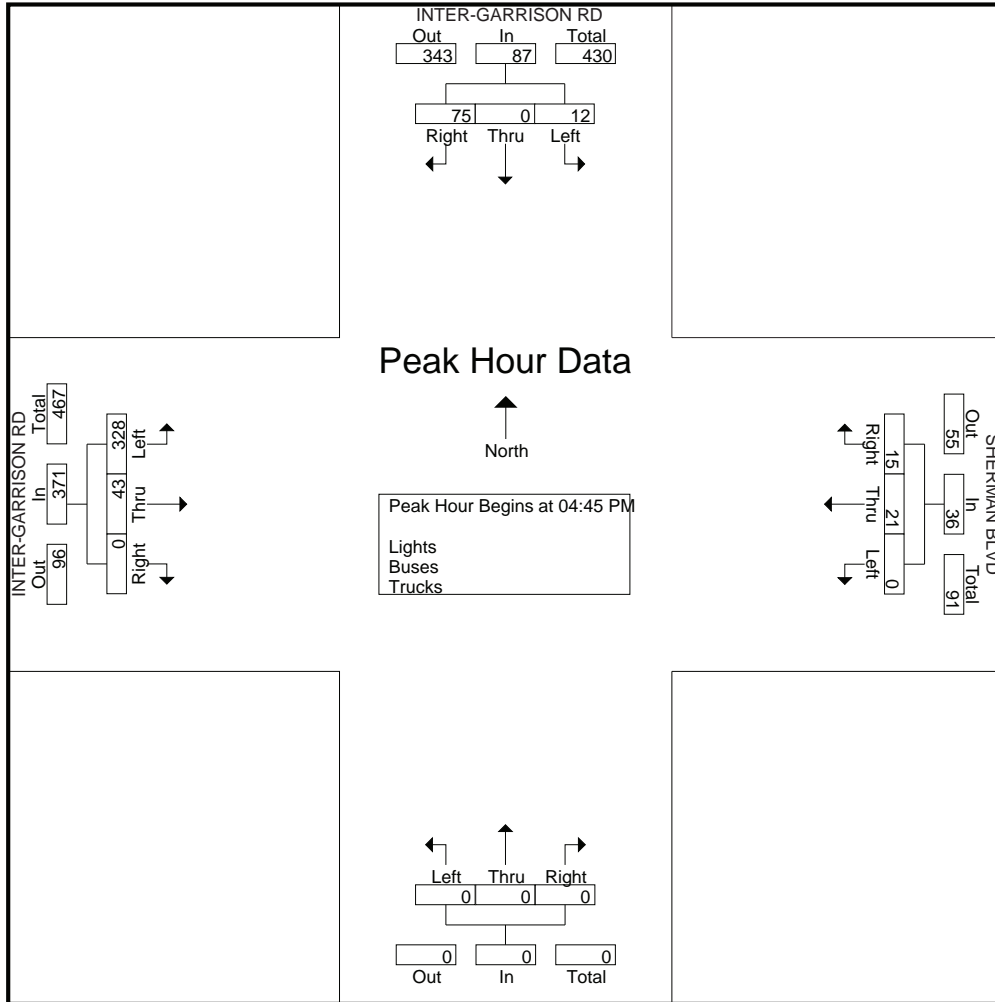 INTER-GARRISON RD
Out In Total
343 87 430
75 0 12
Right Thru Left
Peak Hour Data
North
Peak Hour Begins at 04:45 PM
Lights
Buses
Trucks
INTER-GARRISON RD
Out In Total
96 371 467
328 43 0
Left Thru Right
SHERMAN BLVD
Out In Total
55 36 91
15 21 0
Right Thru Left
Left Thru Right
0 0 0
0 0 0
Out In Total